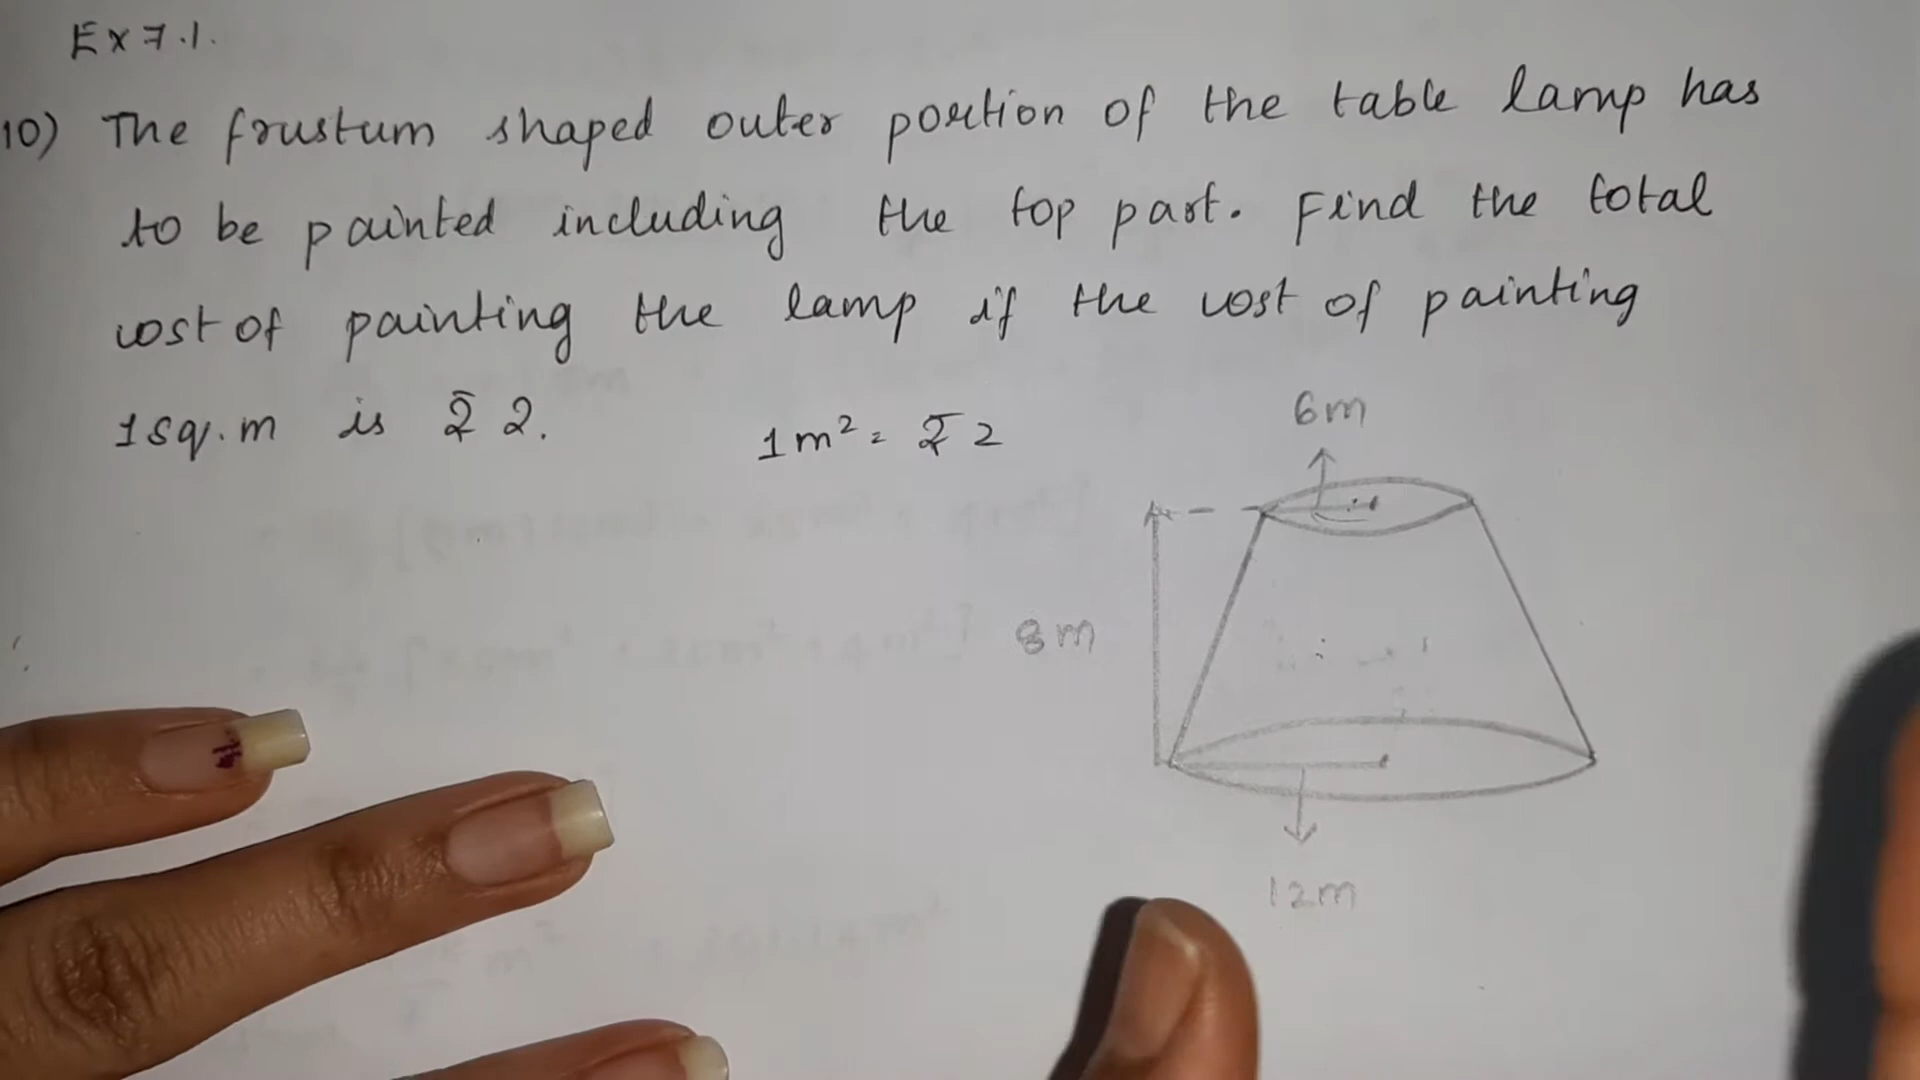 Ex 7.1.
10) The frustum shaped outer portion of the table lamp has
to be painted including the top part. Find the total
cost of painting the lamp if the cost of painting
1 sq.m is ₹ 2.
1m² = ₹ 2
6m
8m
12m